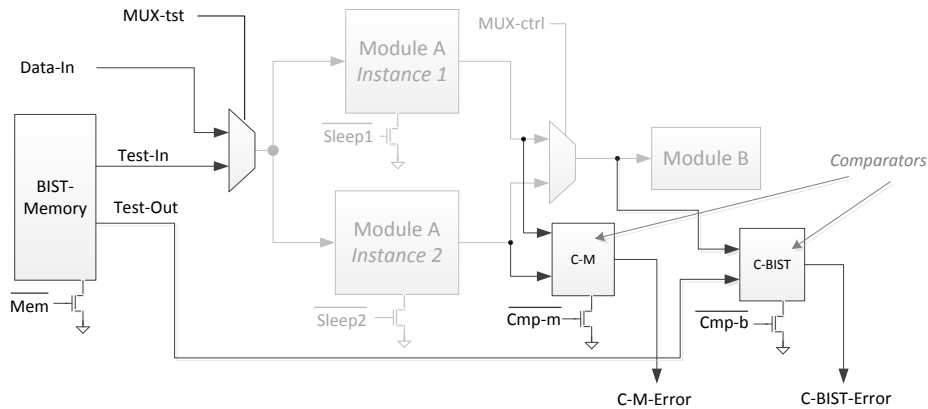 MUX-tst
MUX-ctrl
Data-In
Module A
Instance 1
Sleep1
BIST-
Memory
Test-In
Test-Out
Module B
Comparators
Module A
Instance 2
C-M
C-BIST
Mem
Sleep2
Cmp-m
Cmp-b
C-M-Error
C-BIST-Error